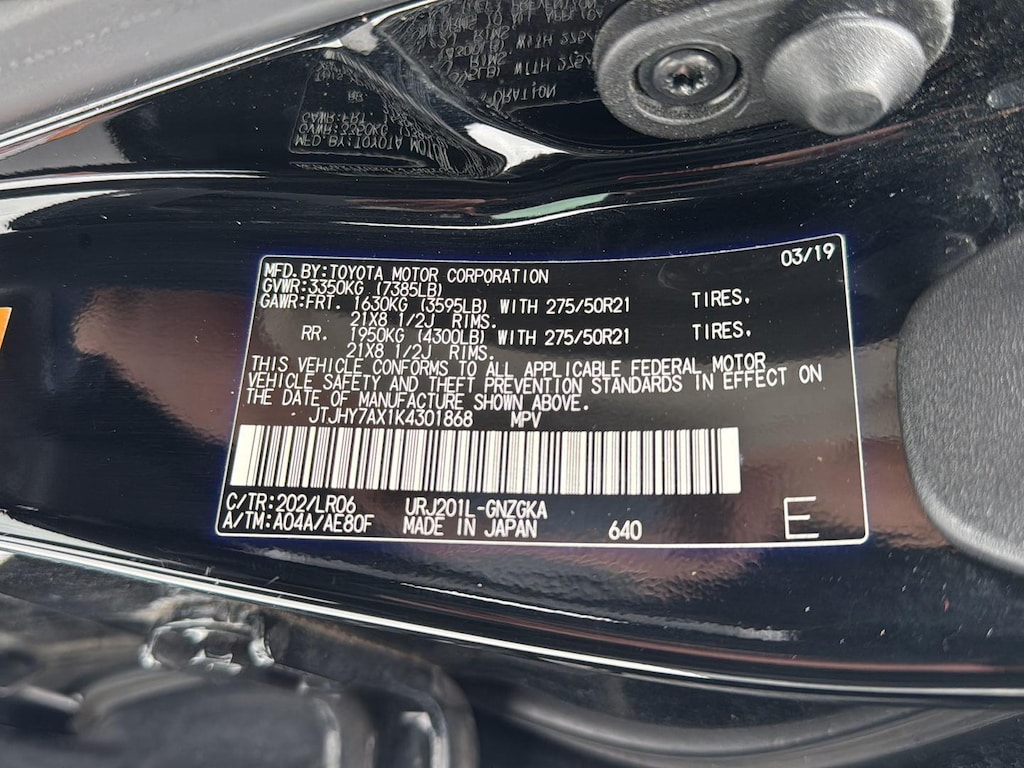 03/19
MFD.BY:TOYOTA MOTOR CORPORATION
GVWR:3350KG (7385LB)
GAWR:FRT. 1630KG (3595LB) WITH 275/50R21 TIRES,
21X8 1/2J RIMS.
RR. 1950KG (4300LB) WITH 275/50R21 TIRES,
21X8 1/2J RIMS.
THIS VEHICLE CONFORMS TO ALL APPLICABLE FEDERAL MOTOR
VEHICLE SAFETY AND THEFT PREVENTION STANDARDS IN EFFECT ON
THE DATE OF MANUFACTURE SHOWN ABOVE.
JTJHY7AX1K4301868 MPV
C/TR:202/LR06 URJ201L-GNZGKA
A/TM:A04A/AE80F MADE IN JAPAN 640 E